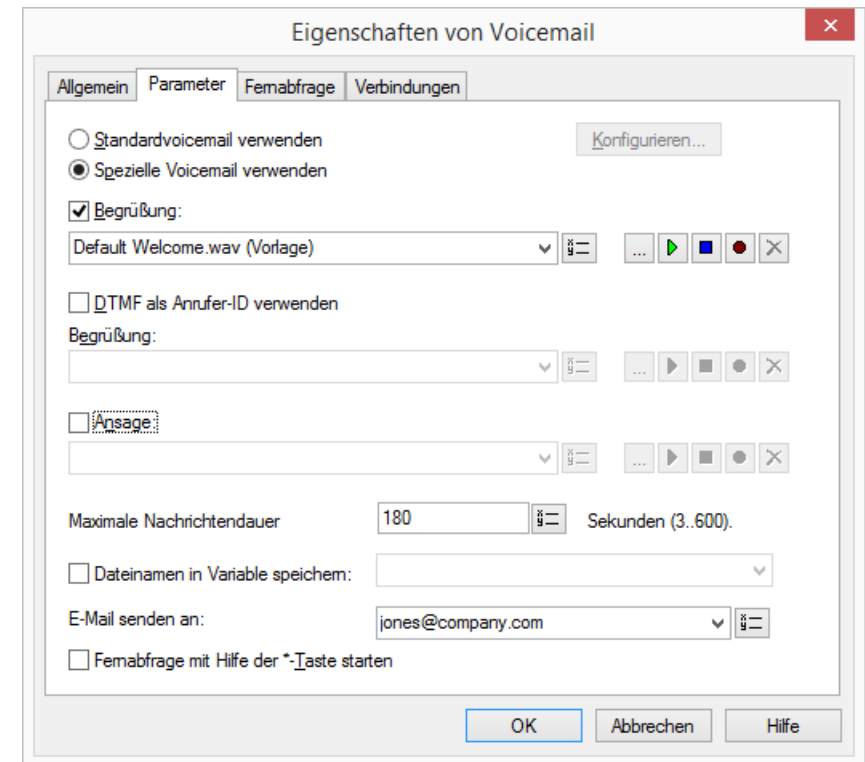 Eigenschaften von Voicemail
Allgemein Parameter Fernabfrage Verbindungen
Standardvoicemail verwenden Konfigurieren...
Spezielle Voicemail verwenden
Begrüßung:
Default Welcome.wav (Vorlage) ...
DTMF als Anrufer-ID verwenden
Begrüßung:
...
Ansage:
...
Maximale Nachrichtendauer 180 Sekunden (3..600).
Dateinamen in Variable speichern:
E-Mail senden an: jones@company.com
Fernabfrage mit Hilfe der *-Taste starten
OK Abbrechen Hilfe